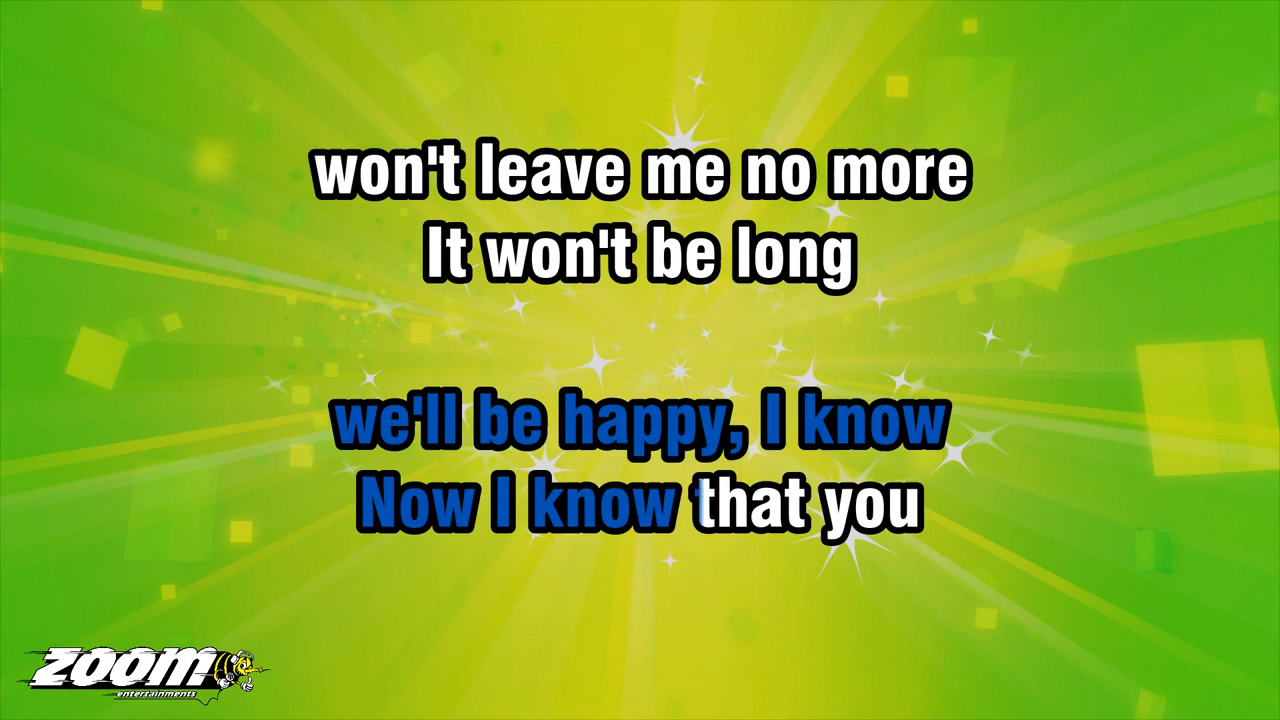 won't leave me no more
It won't be long
we'll be happy, I know
Now I know that you
zoom
entertainments